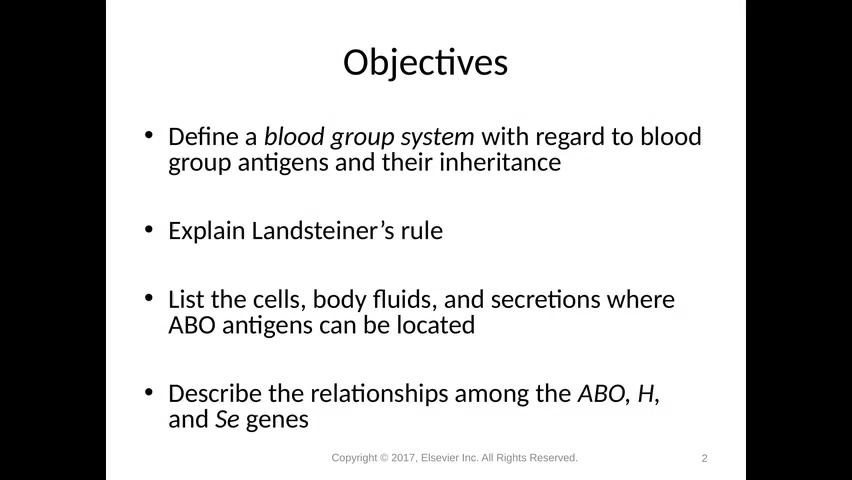 Objectives
• Define a blood group system with regard to blood
group antigens and their inheritance
• Explain Landsteiner’s rule
• List the cells, body fluids, and secretions where
ABO antigens can be located
• Describe the relationships among the ABO, H,
and Se genes
Copyright © 2017, Elsevier Inc. All Rights Reserved.
2